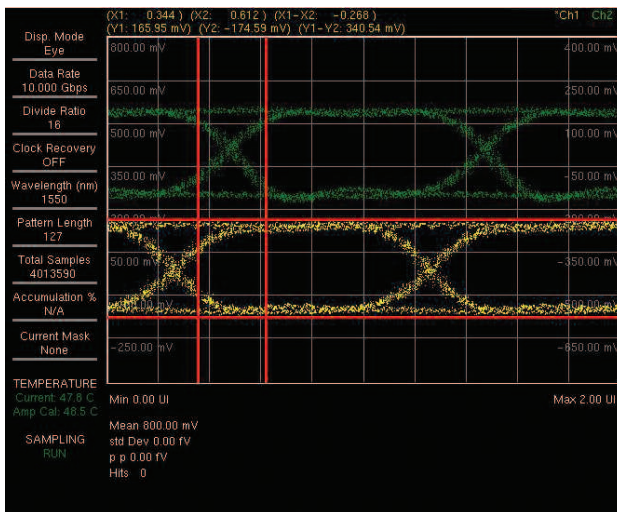 (X1: 0.344 ) (X2: 0.612 ) (X1-X2: -0.268 )
*Ch1 Ch2
(Y1: 165.95 mV) (Y2: -174.59 mV) (Y1-Y2: 340.54 mV)
Disp. Mode
Eye
Data Rate
10.000 Gbps
Divide Ratio
16
Clock Recovery
OFF
Wavelength (nm)
1550
Pattern Length
127
Total Samples
4013590
Accumulation %
N/A
Current Mask
None
TEMPERATURE
Current: 47.8 C
Amp Cal: 48.5 C
SAMPLING
RUN
800.00 mV
400.00 mV
650.00 mV
250.00 mV
500.00 mV
100.00 mV
350.00 mV
-50.00 mV
50.00 mV
-350.00 mV
-250.00 mV
-650.00 mV
Min 0.00 UI
Max 2.00 UI
Mean 800.00 mV
std Dev 0.00 fV
p p 0.00 fV
Hits 0